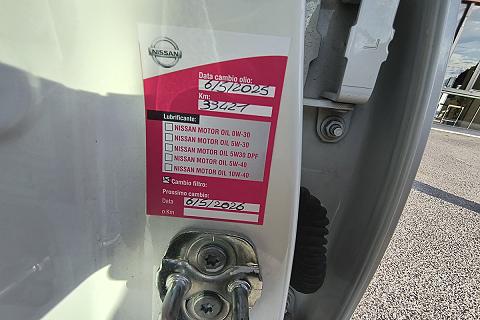 NISSAN
Data cambio olio:
6/5/2025
Km:
33427
Lubrificante:
NISSAN MOTOR OIL 0W-30
NISSAN MOTOR OIL 5W-30
NISSAN MOTOR OIL 5W30 DPF
NISSAN MOTOR OIL 5W-40
NISSAN MOTOR OIL 10W-40
Cambio filtro:
Prossimo cambio:
Data 6/5/2026
o Km